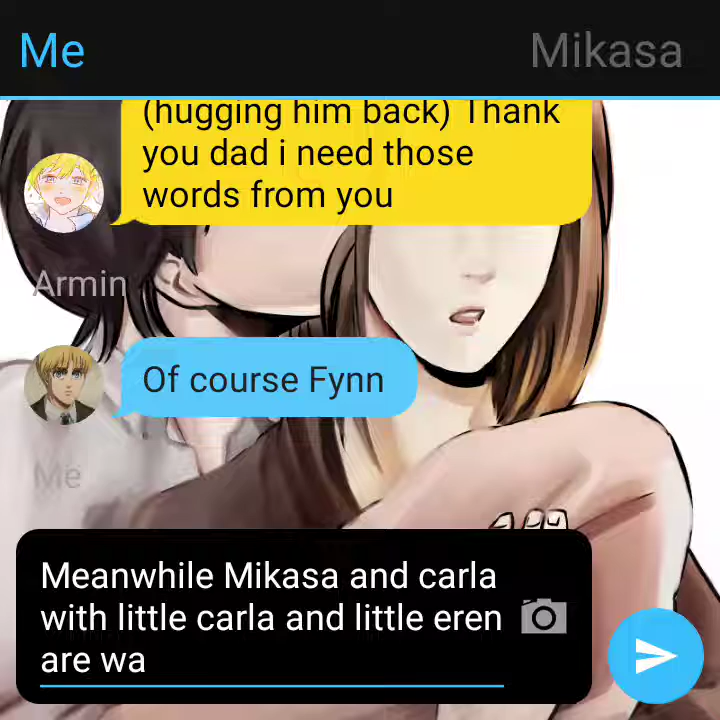 Me
Mikasa
(hugging him back) Thank
you dad i need those
words from you
Armin
Of course Fynn
Me
Meanwhile Mikasa and carla
with little carla and little eren
are wa